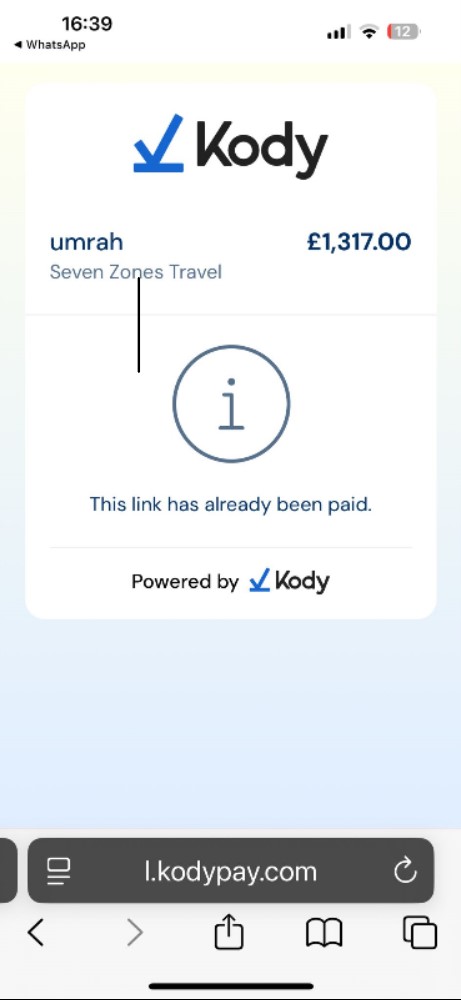 16:39
12
◀ WhatsApp
Kody
umrah £1,317.00
Seven Zones Travel
i
This link has already been paid.
Powered by Kody
l.kodypay.com